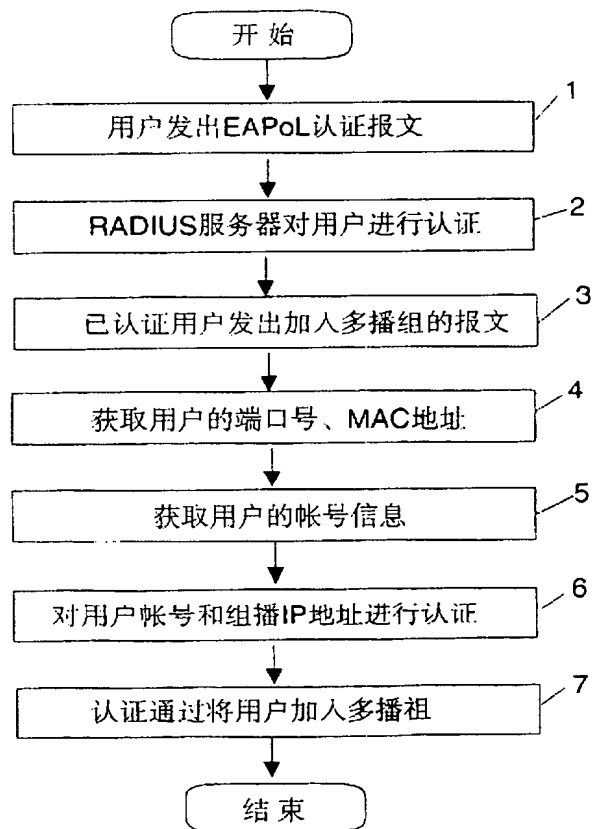 开始
用户发出EAPoL认证报文
1
RADIUS服务器对用户进行认证
2
已认证用户发出加入多播组的报文
3
获取用户的端口号、MAC地址
4
获取用户的帐号信息
5
对用户帐号和组播IP地址进行认证
6
认证通过将用户加入多播祖
7
结束